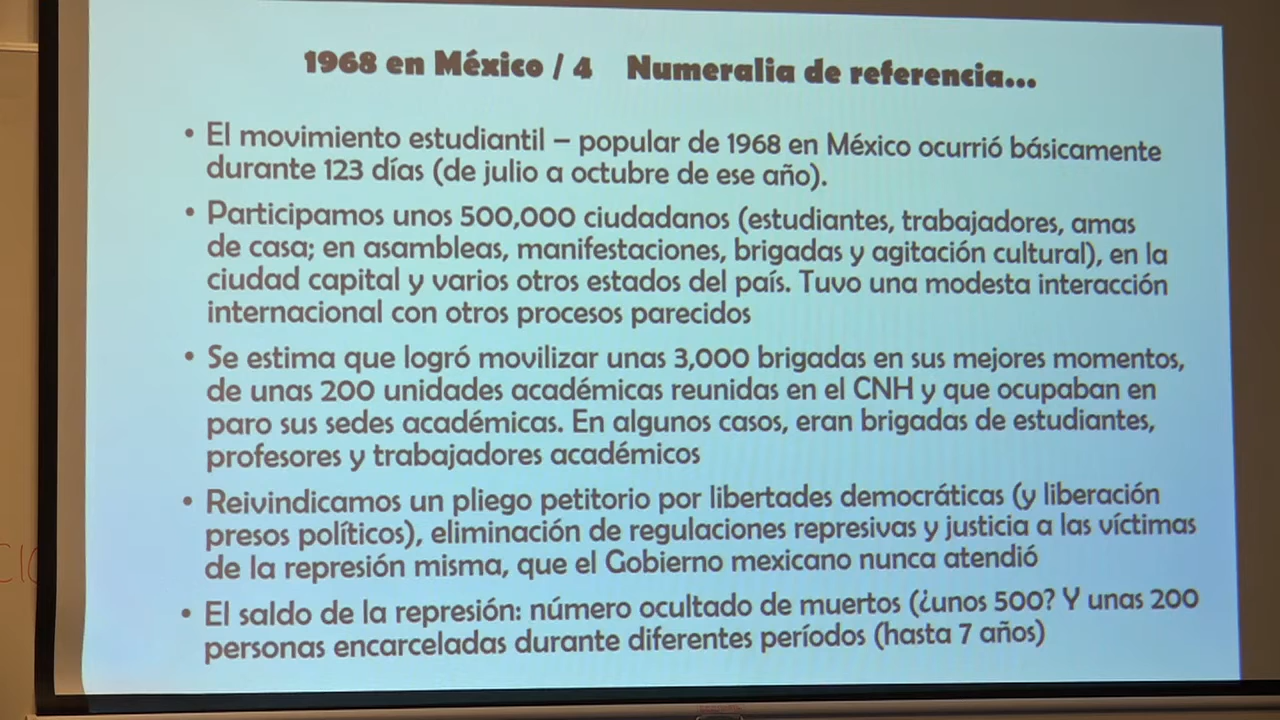 1968 en México / 4 Numeralia de referencia...
• El movimiento estudiantil – popular de 1968 en México ocurrió básicamente
durante 123 días (de julio a octubre de ese año).
• Participamos unos 500,000 ciudadanos (estudiantes, trabajadores, amas
de casa; en asambleas, manifestaciones, brigadas y agitación cultural), en la
ciudad capital y varios otros estados del país. Tuvo una modesta interacción
internacional con otros procesos parecidos
• Se estima que logró movilizar unas 3,000 brigadas en sus mejores momentos,
de unas 200 unidades académicas reunidas en el CNH y que ocupaban en
paro sus sedes académicas. En algunos casos, eran brigadas de estudiantes,
profesores y trabajadores académicos
• Reivindicamos un pliego petitorio por libertades democráticas (y liberación
presos políticos), eliminación de regulaciones represivas y justicia a las víctimas
de la represión misma, que el Gobierno mexicano nunca atendió
• El saldo de la represión: número ocultado de muertos (¿unos 500? Y unas 200
personas encarceladas durante diferentes períodos (hasta 7 años)